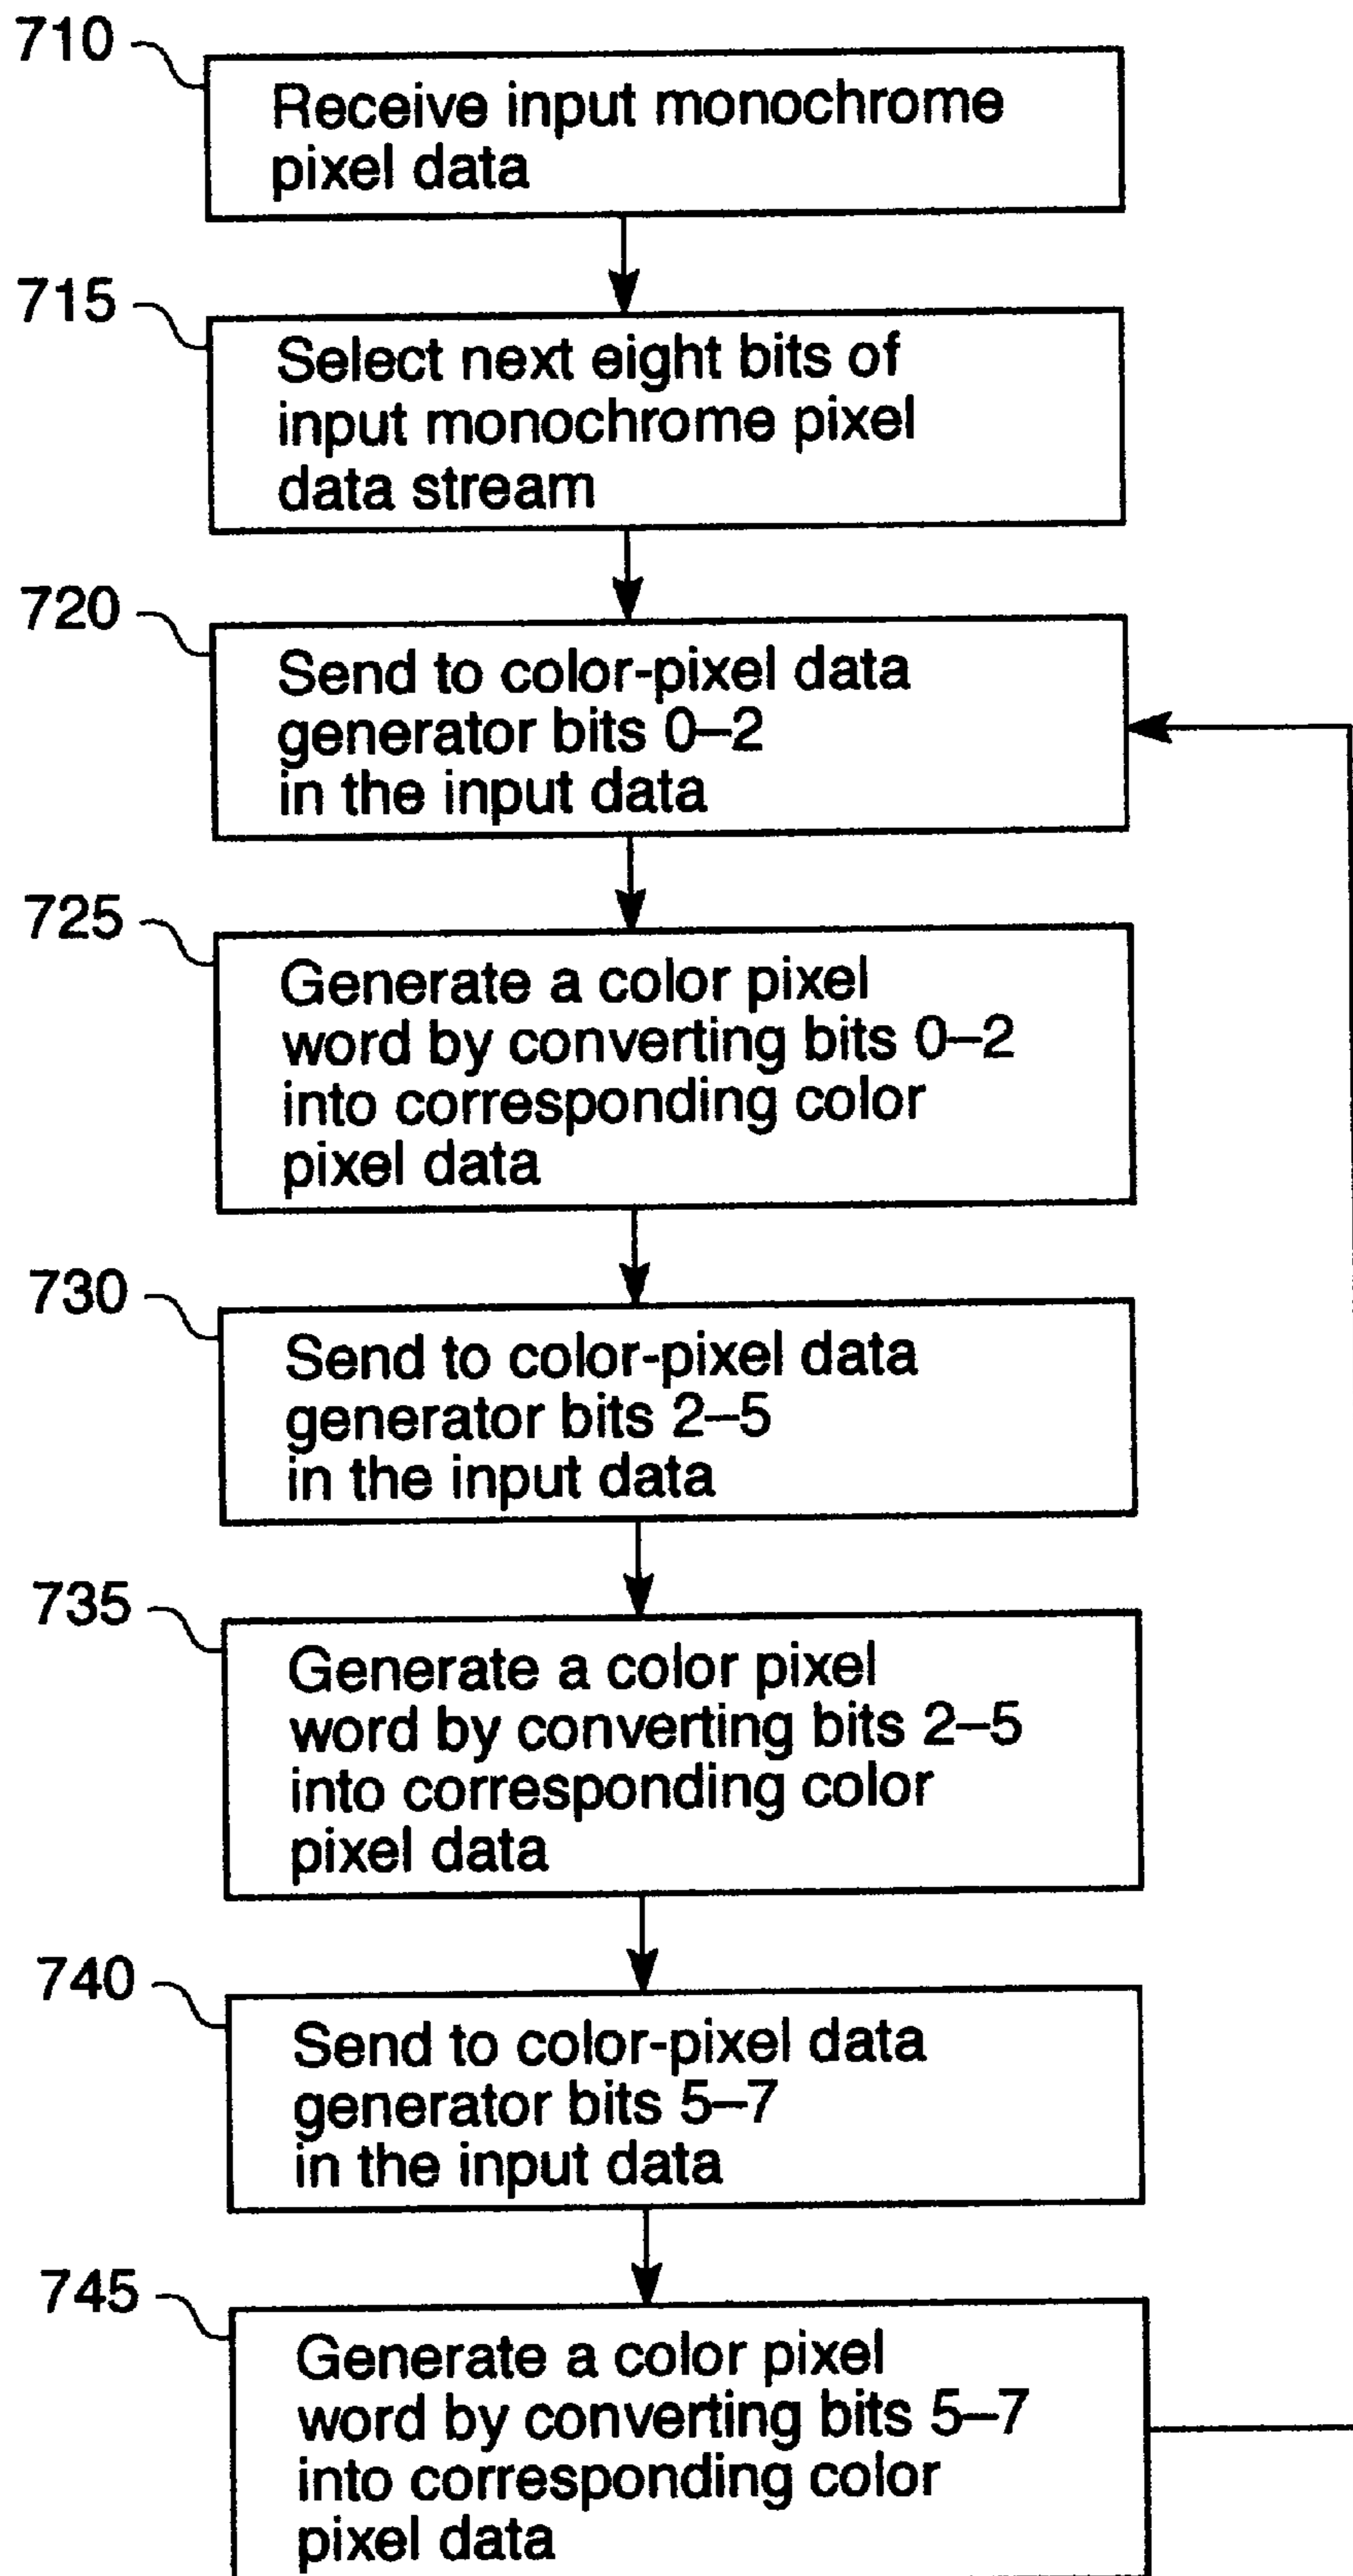 710
Receive input monochrome
pixel data
715
Select next eight bits of
input monochrome pixel
data stream
720
Send to color-pixel data
generator bits 0–2
in the input data
725
Generate a color pixel
word by converting bits 0–2
into corresponding color
pixel data
730
Send to color-pixel data
generator bits 2–5
in the input data
735
Generate a color pixel
word by converting bits 2–5
into corresponding color
pixel data
740
Send to color-pixel data
generator bits 5–7
in the input data
745
Generate a color pixel
word by converting bits 5–7
into corresponding color
pixel data